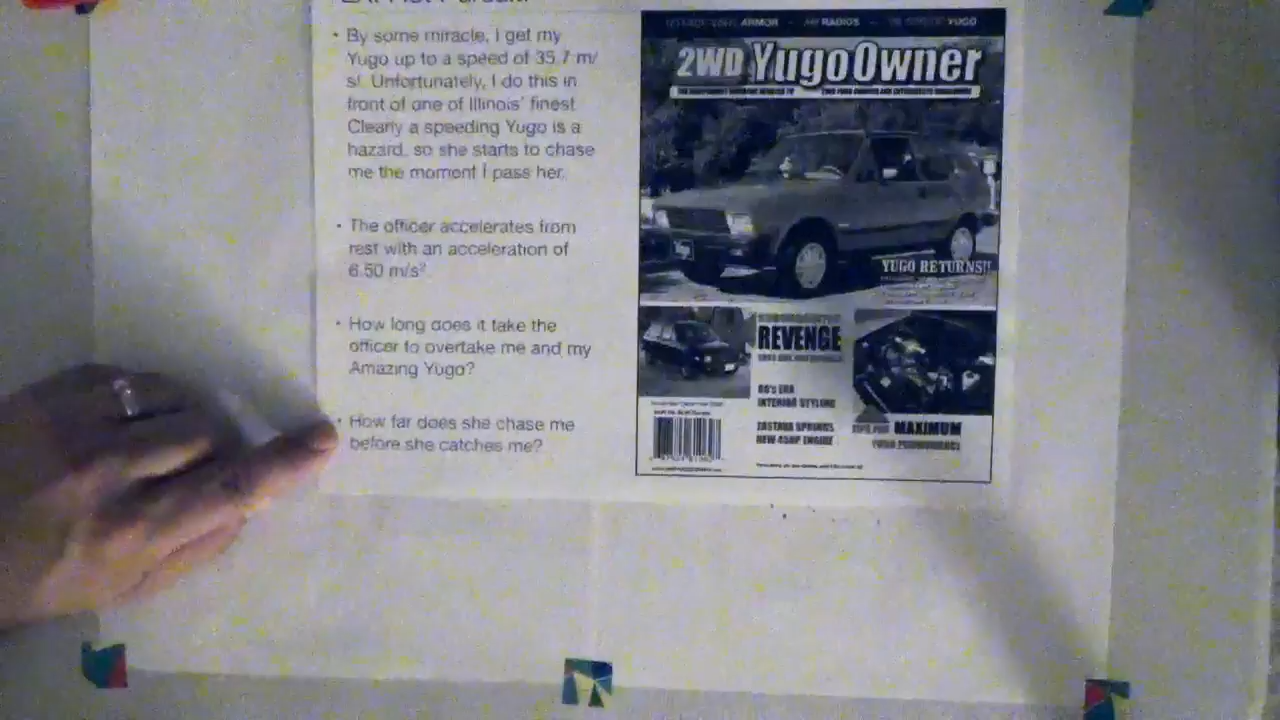 • By some miracle, I get my
Yugo up to a speed of 35.7 m/
s! Unfortunately, I do this in
front of one of Illinois' finest.
Clearly a speeding Yugo is a
hazard, so she starts to chase
me the moment I pass her.
• The officer accelerates from
rest with an acceleration of
6.50 m/s².
• How long does it take the
officer to overtake me and my
Amazing Yugo?
• How far does she chase me
before she catches me?
ARMOR - RADIOS - YUGO
2WD YugoOwner
YUGO RETURNS!!
REVENGE
80's ERA
INTERIOR STYLING
ZASTAVA SPRINGS
NEW 45HP ENGINE
TIPS FOR MAXIMUM
YUGO PERFORMANCE!